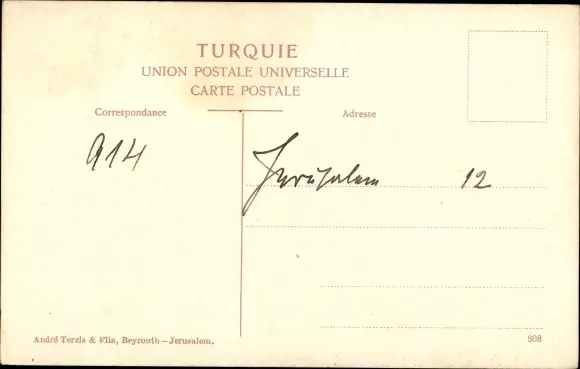 TURQUIE
UNION POSTALE UNIVERSELLE
CARTE POSTALE
Correspondance
Adresse
914
Jerusalem 12
André Terzis & Fils, Beyrouth — Jerusalem.
808